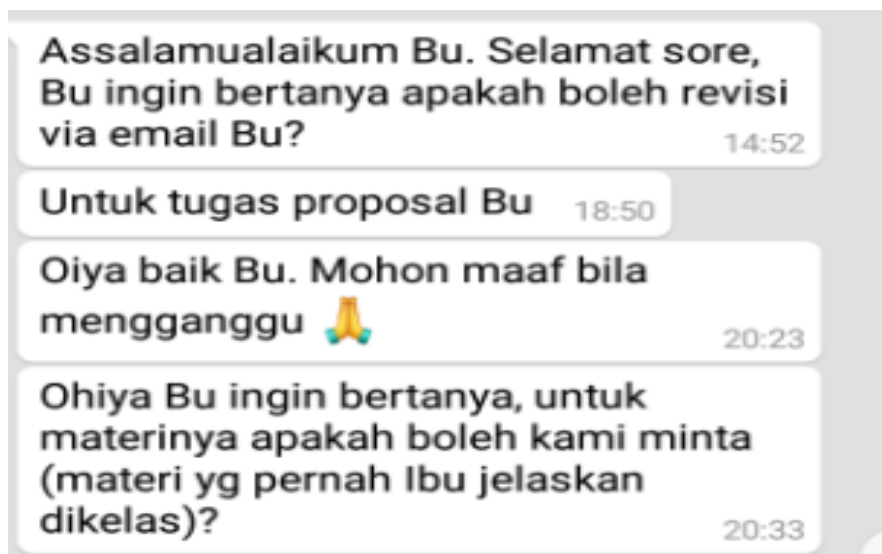 Assalamualaikum Bu. Selamat sore,
Bu ingin bertanya apakah boleh revisi
via email Bu? 14:52
Untuk tugas proposal Bu 18:50
Oiya baik Bu. Mohon maaf bila
mengganggu 🙏 20:23
Ohiya Bu ingin bertanya, untuk
materinya apakah boleh kami minta
(materi yg pernah Ibu jelaskan
dikelas)? 20:33